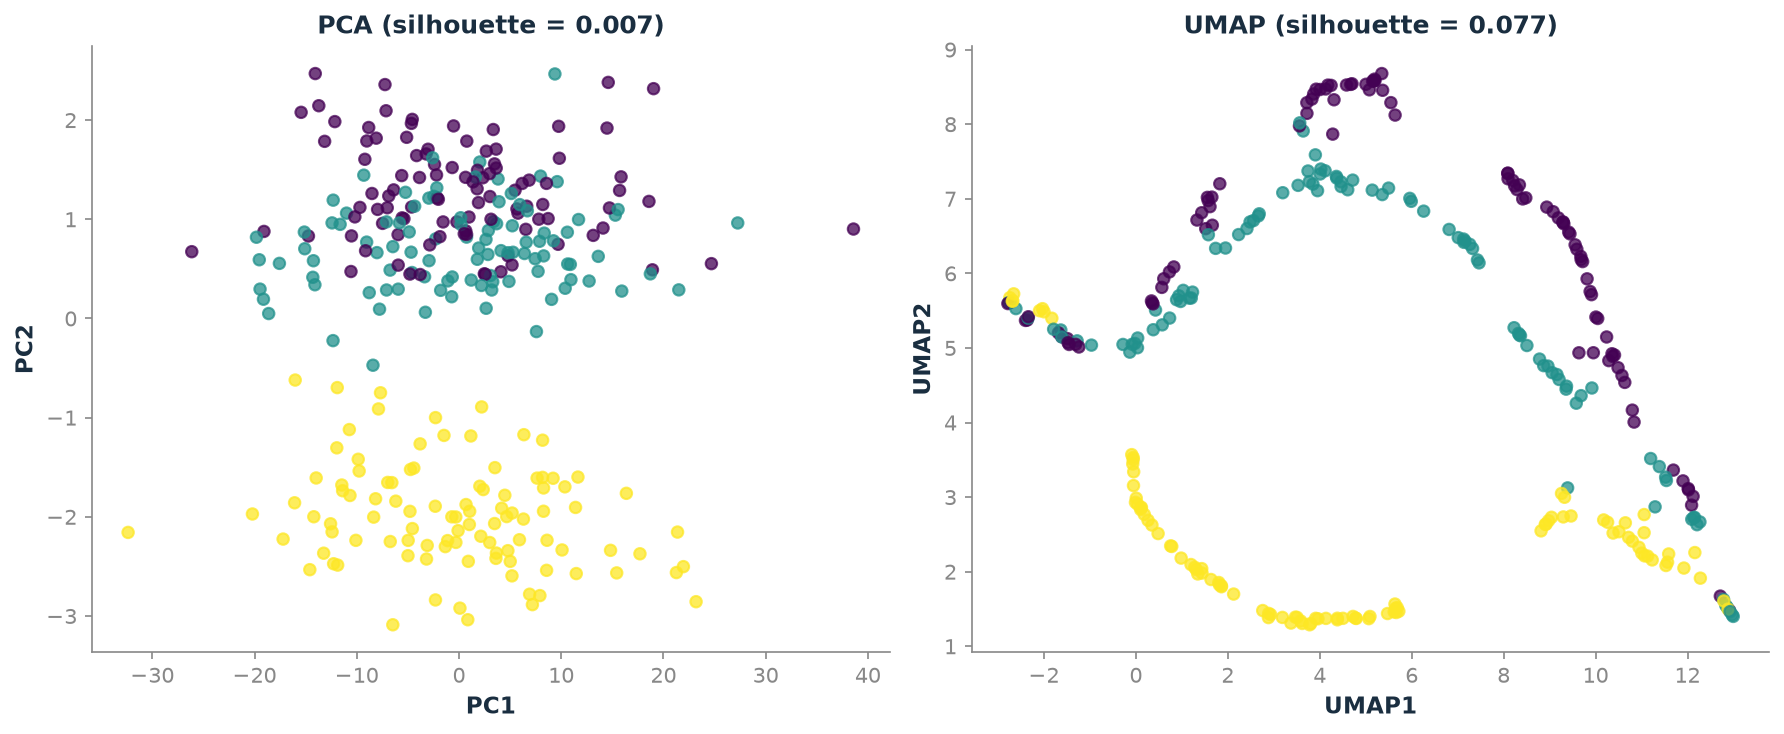 PCA (silhouette = 0.007)
PC2
2
1
0
−1
−2
−3
−30 −20 −10 0 10 20 30 40
PC1
UMAP (silhouette = 0.077)
UMAP2
9
8
7
6
5
4
3
2
1
−2 0 2 4 6 8 10 12
UMAP1